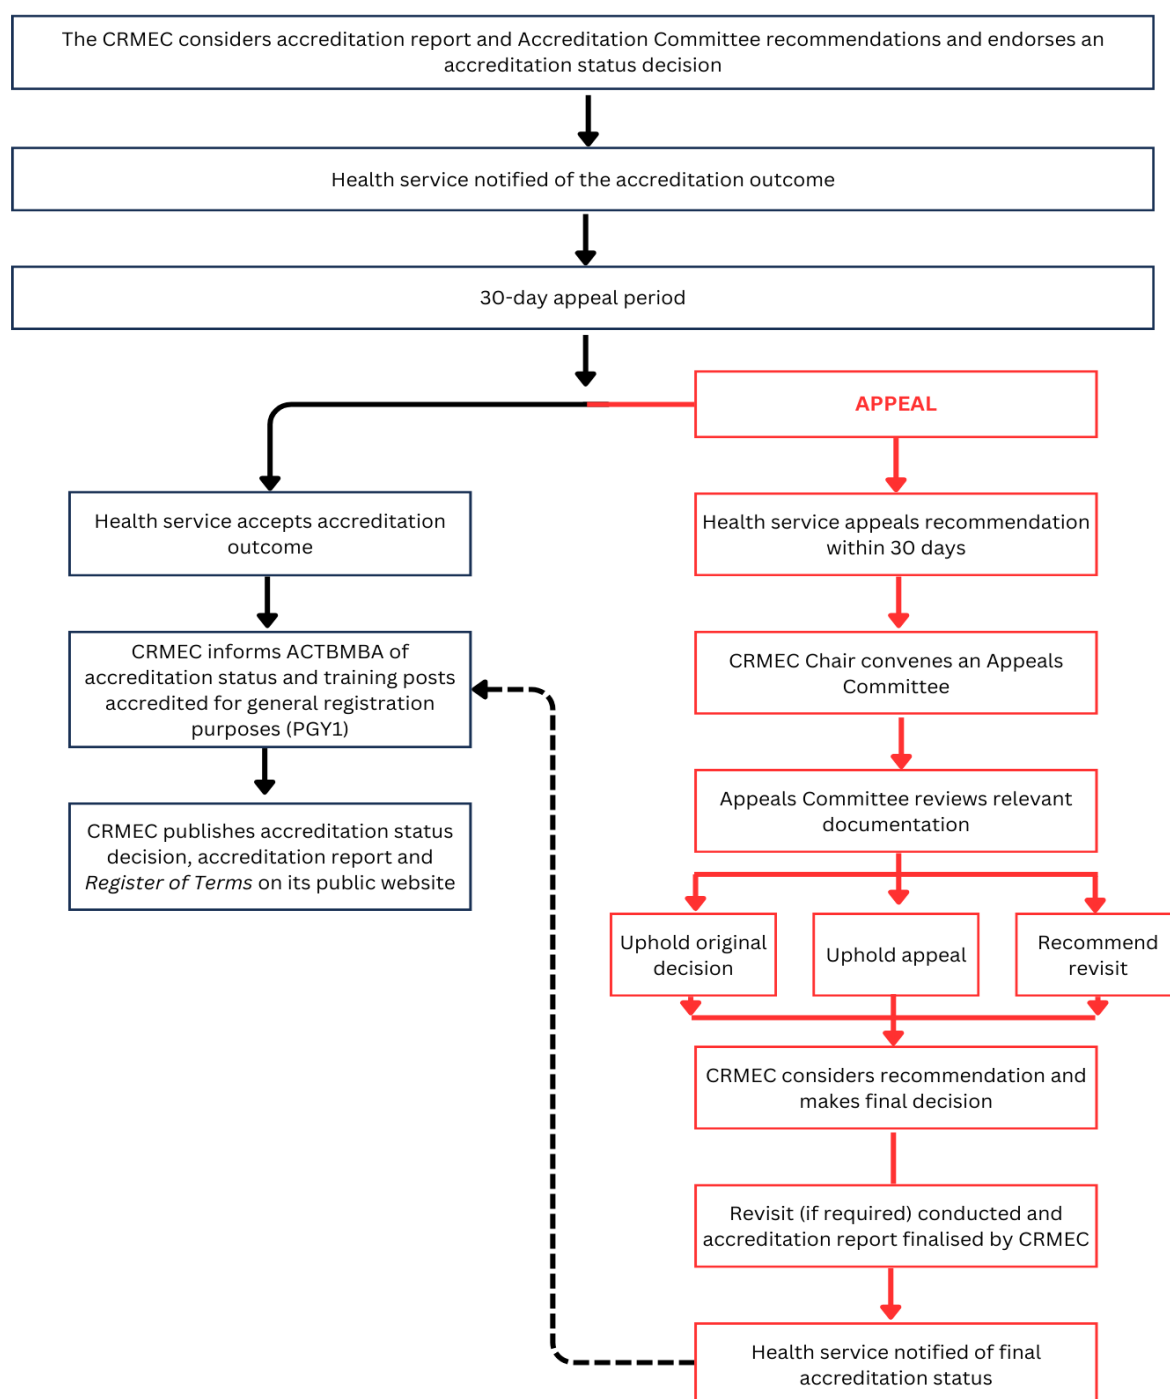 The CRMEC considers accreditation report and Accreditation Committee recommendations and endorses an
accreditation status decision
Health service notified of the accreditation outcome
30-day appeal period
APPEAL
Health service accepts accreditation
outcome
CRMEC informs ACTBMBA of
accreditation status and training posts
accredited for general registration
purposes (PGY1)
CRMEC publishes accreditation status
decision, accreditation report and
Register of Terms on its public website
Health service appeals recommendation
within 30 days
CRMEC Chair convenes an Appeals
Committee
Appeals Committee reviews relevant
documentation
Uphold original
decision
Uphold appeal
Recommend
revisit
CRMEC considers recommendation and
makes final decision
Revisit (if required) conducted and
accreditation report finalised by CRMEC
Health service notified of final
accreditation status